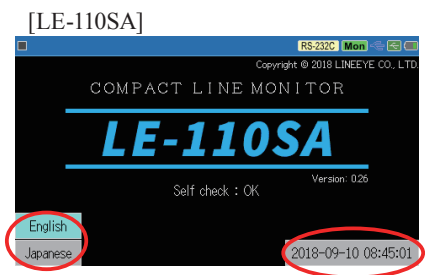 [LE-110SA]
RS-232C Mon
Copyright © 2018 LINEEYE CO., LTD.
COMPACT LINE MONITOR
LE-110SA
Version: 0.26
Self check : OK
English
Japanese
2018-09-10 08:45:01